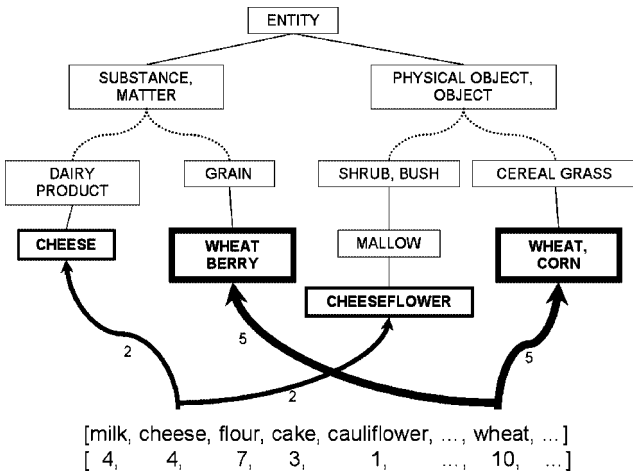 ENTITY
SUBSTANCE,
MATTER
PHYSICAL OBJECT,
OBJECT
DAIRY
PRODUCT
GRAIN
SHRUB, BUSH
CEREAL GRASS
CHEESE
WHEAT
BERRY
MALLOW
WHEAT,
CORN
CHEESEFLOWER
2
5
2
5
[milk, cheese, flour, cake, cauliflower, ..., wheat, ...]
[ 4, 4, 7, 3, 1, ..., 10, ...]